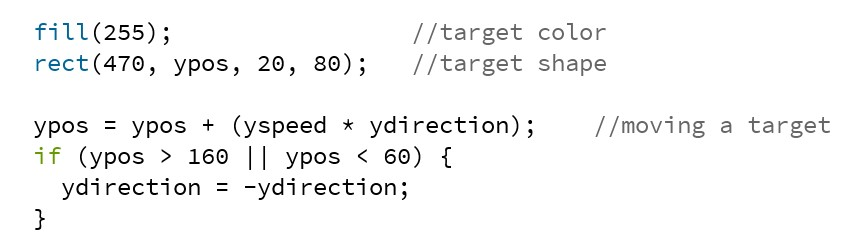 fill(255);                 //target color
rect(470, ypos, 20, 80);   //target shape

ypos = ypos + (yspeed * ydirection);    //moving a target
if (ypos > 160 || ypos < 60) {
  ydirection = -ydirection;
}